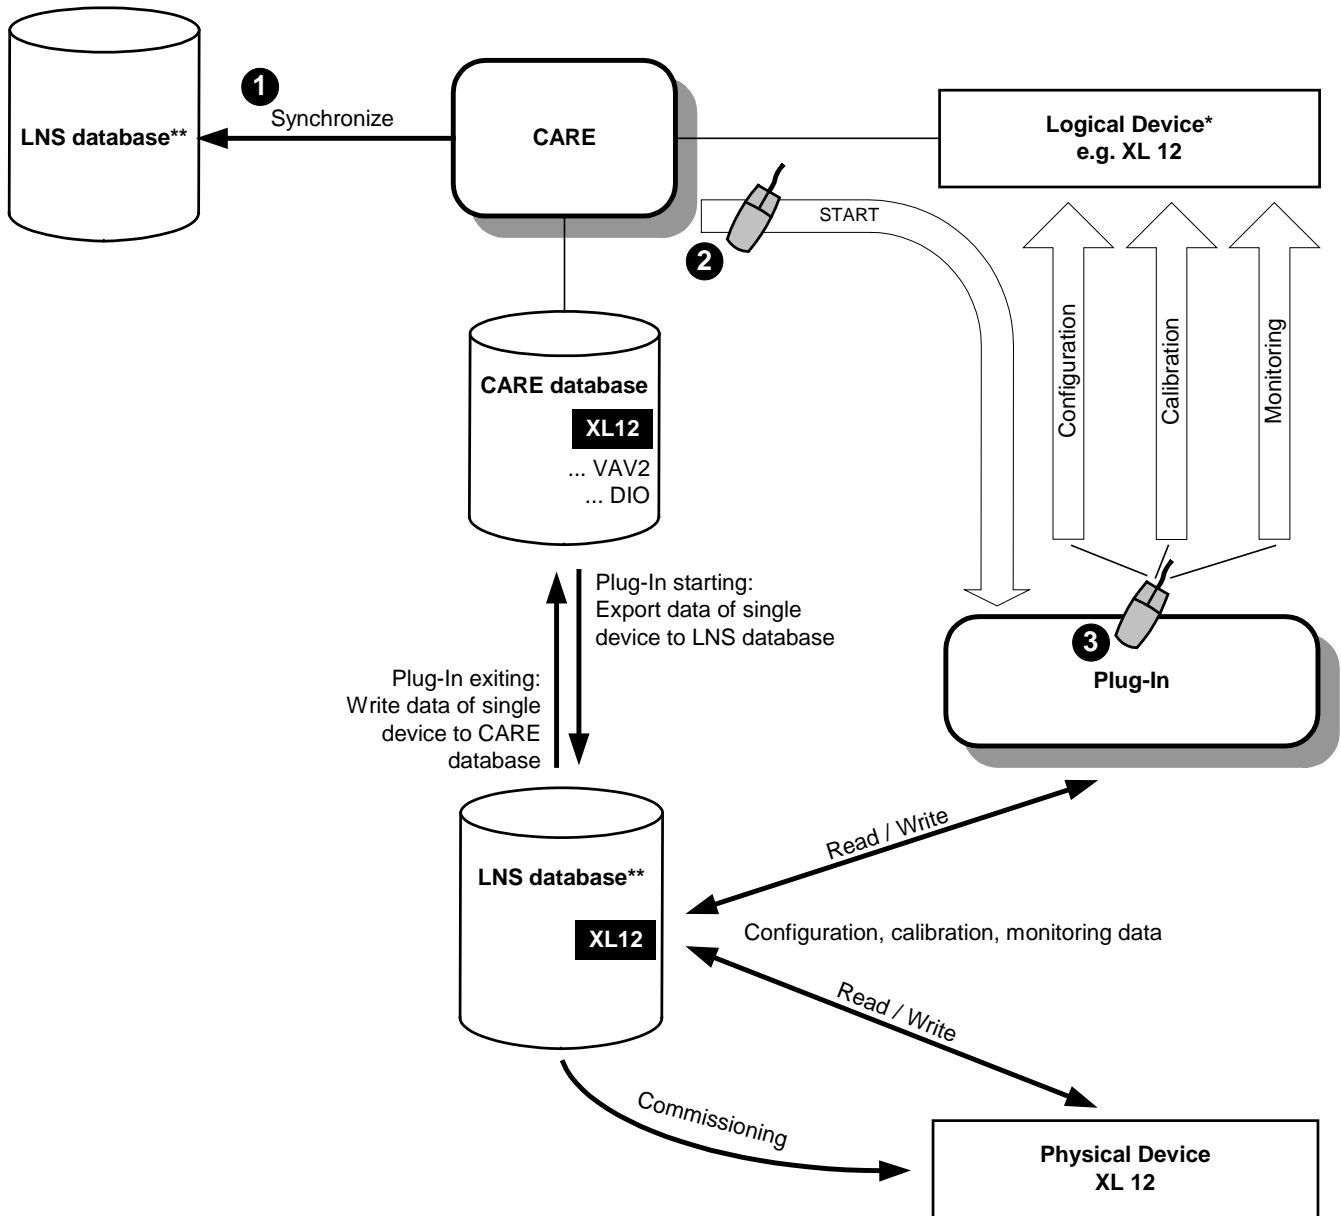 1
Synchronize
LNS database**
CARE
Logical Device*
e.g. XL 12
START
2
Configuration
Calibration
Monitoring
CARE database
XL12
... VAV2
... DIO
Plug-In starting:
Export data of single
device to LNS database
Plug-In exiting:
Write data of single
device to CARE
database
3
Plug-In
Read / Write
LNS database**
XL12
Configuration, calibration, monitoring data
Read / Write
Commissioning
Physical Device
XL 12